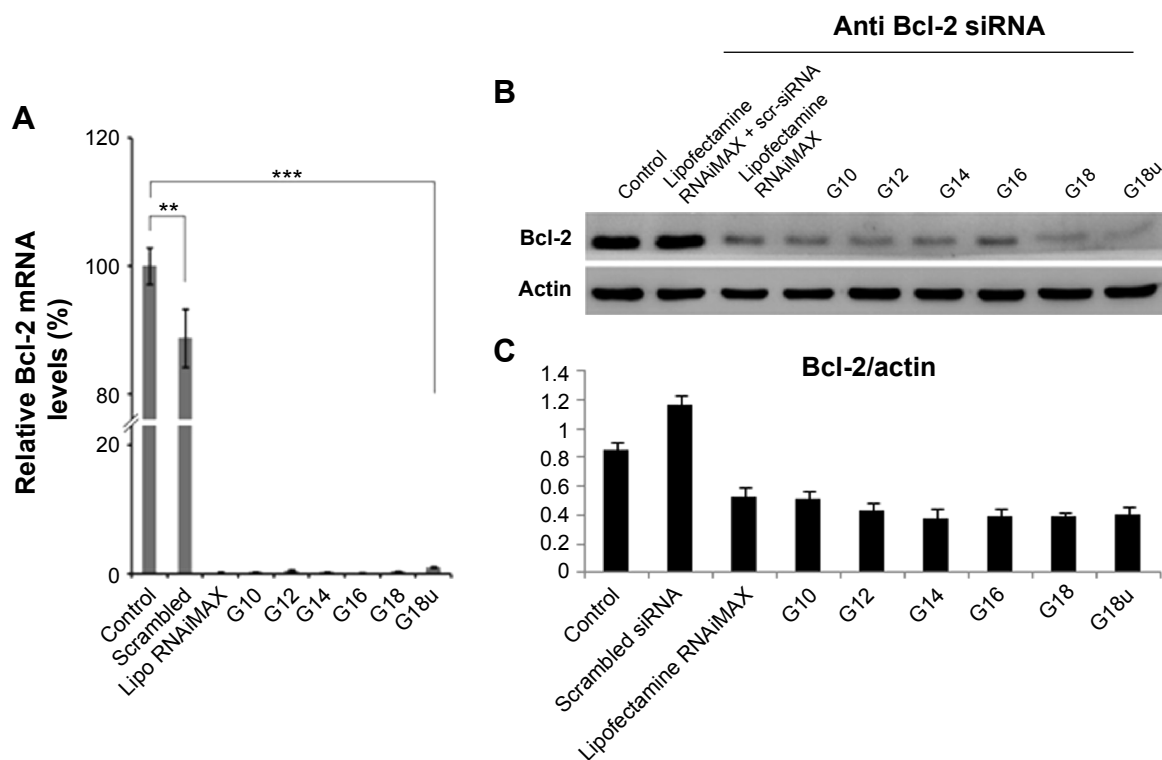 A
Relative Bcl-2 mRNA
levels (%)
120
100
80
20
0
***
**
Control
Scrambled
Lipo RNAiMAX
G10
G12
G14
G16
G18
G18u
Anti Bcl-2 siRNA
B
Control
Lipofectamine
RNAiMAX + scr-siRNA
Lipofectamine
RNAiMAX
G10
G12
G14
G16
G18
G18u
Bcl-2
Actin
C
Bcl-2/actin
1.4
1.2
1
0.8
0.6
0.4
0.2
0
Control
Scrambled siRNA
Lipofectamine RNAiMAX
G10
G12
G14
G16
G18
G18u